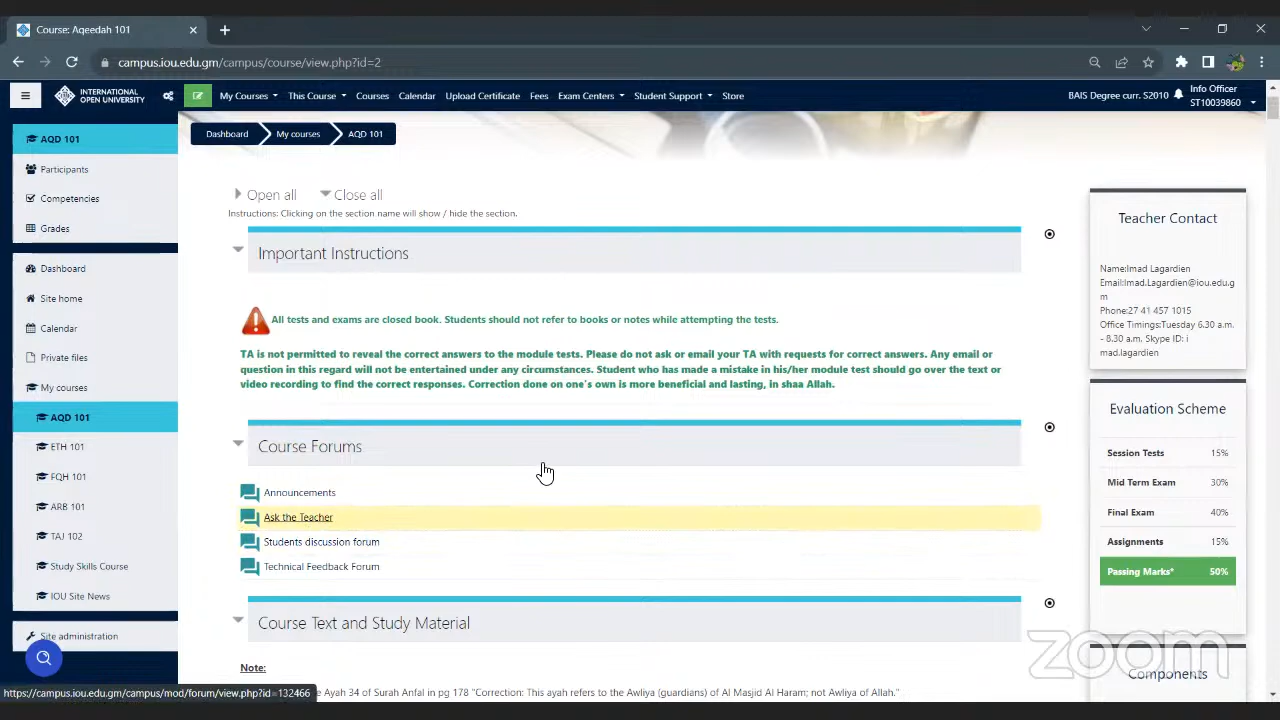 Course: Aqeedah 101
campus.iou.edu.gm/campus/course/view.php?id=2
INTERNATIONAL
OPEN UNIVERSITY
My Courses
This Course
Courses
Calendar
Upload Certificate
Fees
Exam Centers
Student Support
Store
BAIS Degree curr. S2010
Info Officer
ST10039860
AQD 101
Participants
Competencies
Grades
Dashboard
Site home
Calendar
Private files
My courses
AQD 101
ETH 101
FQH 101
ARB 101
TAJ 102
Study Skills Course
IOU Site News
Site administration
Dashboard
My courses
AQD 101
Open all
Close all
Instructions: Clicking on the section name will show / hide the section.
Important Instructions
All tests and exams are closed book. Students should not refer to books or notes while attempting the tests.
TA is not permitted to reveal the correct answers to the module tests. Please do not ask or email your TA with requests for correct answers. Any email or
question in this regard will not be entertained under any circumstances. Student who has made a mistake in his/her module test should go over the text or
video recording to find the correct responses. Correction done on one's own is more beneficial and lasting, in shaa Allah.
Course Forums
Announcements
Ask the Teacher
Students discussion forum
Technical Feedback Forum
Course Text and Study Material
Note:
Ayah 34 of Surah Anfal in pg 178 "Correction: This ayah refers to the Awliya (guardians) of Al Masjid Al Haram; not Awliya of Allah."
https://campus.iou.edu.gm/campus/mod/forum/view.php?id=132466
Teacher Contact
Name:Imad Lagardien
Email:Imad.Lagardien@iou.edu.g
m
Phone:27 41 457 1015
Office Timings:Tuesday 6.30 a.m.
- 8.30 a.m. Skype ID: i
mad.lagardien
Evaluation Scheme
Session Tests 15%
Mid Term Exam 30%
Final Exam 40%
Assignments 15%
Passing Marks* 50%
Components
zoom